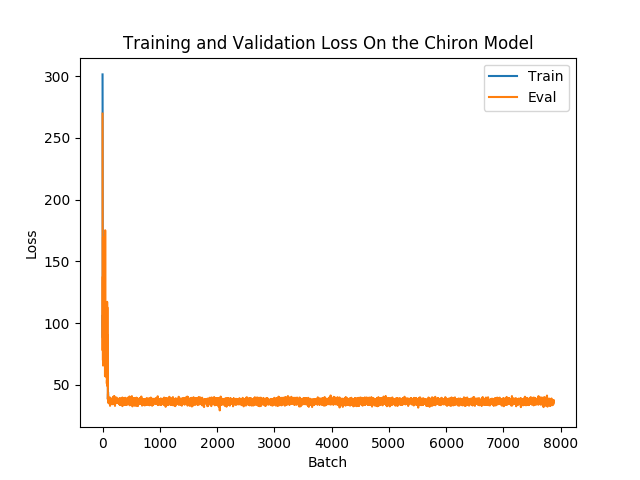 Training and Validation Loss On the Chiron Model
Train
Eval
300
250
200
150
100
50
Loss
0 1000 2000 3000 4000 5000 6000 7000 8000
Batch